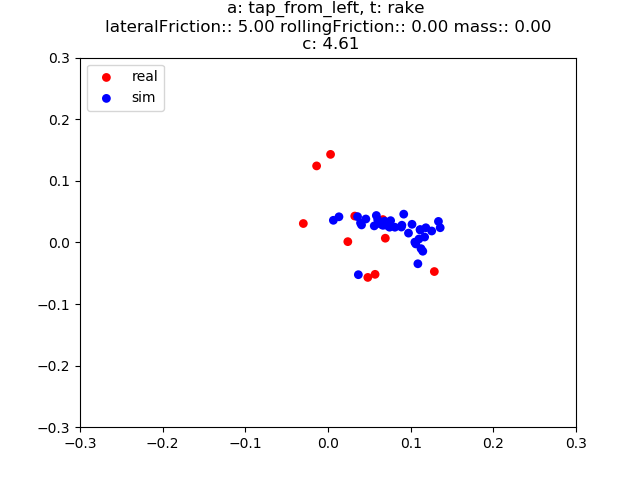 a: tap_from_left, t: rake
lateralFriction:: 5.00 rollingFriction:: 0.00 mass:: 0.00
c: 4.61
real
sim
0.3
0.2
0.1
0.0
−0.1
−0.2
−0.3
−0.3
−0.2
−0.1
0.0
0.1
0.2
0.3